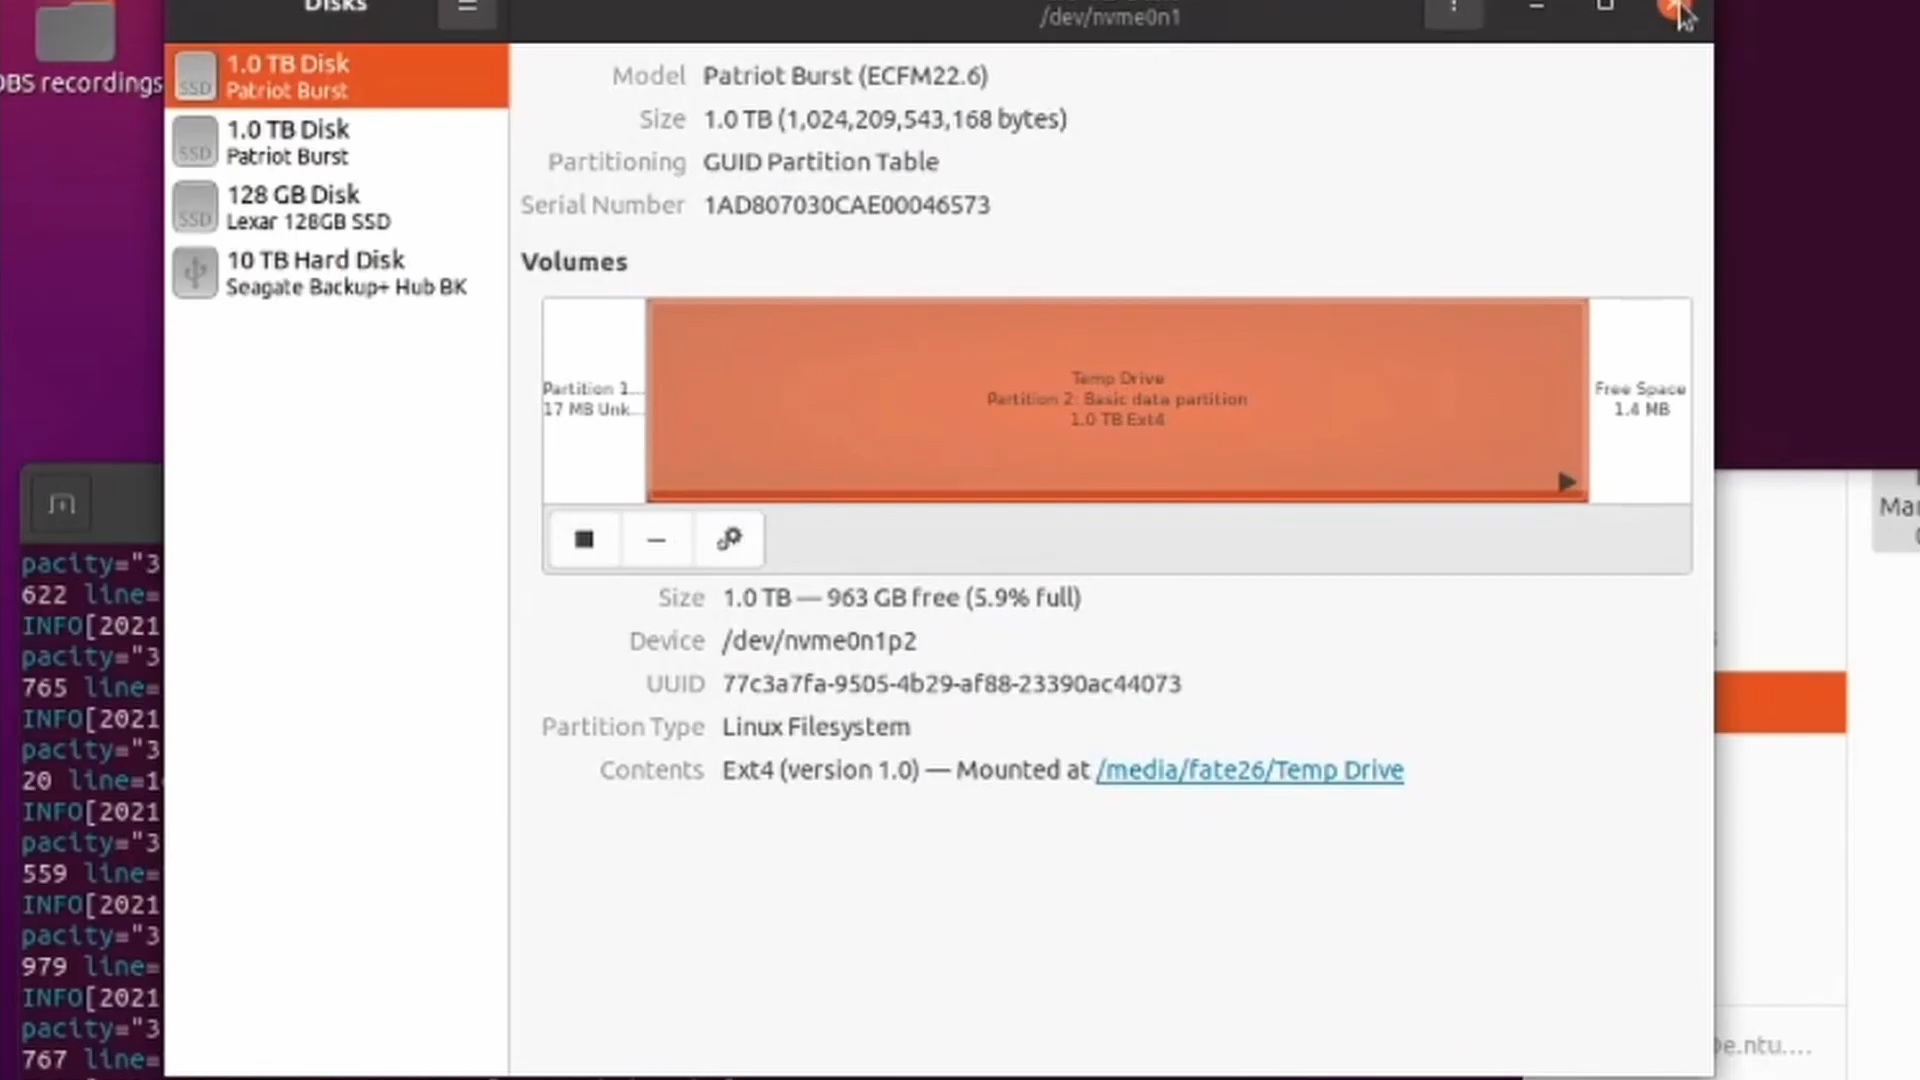 Disks
/dev/nvme0n1
OBS recordings
1.0 TB Disk
Patriot Burst
1.0 TB Disk
Patriot Burst
128 GB Disk
Lexar 128GB SSD
10 TB Hard Disk
Seagate Backup+ Hub BK
SSD
SSD
SSD
Model Patriot Burst (ECFM22.6)
Size 1.0 TB (1,024,209,543,168 bytes)
Partitioning GUID Partition Table
Serial Number 1AD807030CAE00046573
Volumes
Partition 1...
17 MB Unk...
Temp Drive
Partition 2: Basic data partition
1.0 TB Ext4
Free Space
1.4 MB
Size 1.0 TB — 963 GB free (5.9% full)
Device /dev/nvme0n1p2
UUID 77c3a7fa-9505-4b29-af88-23390ac44073
Partition Type Linux Filesystem
Contents Ext4 (version 1.0) — Mounted at /media/fate26/Temp Drive
pacity="3
622 line=
INFO[2021
pacity="3
765 line=
INFO[2021
pacity="3
20 line=1
INFO[2021
pacity="3
559 line=
INFO[2021
pacity="3
979 line=
INFO[2021
pacity="3
767 line=
Mar
De.ntu....